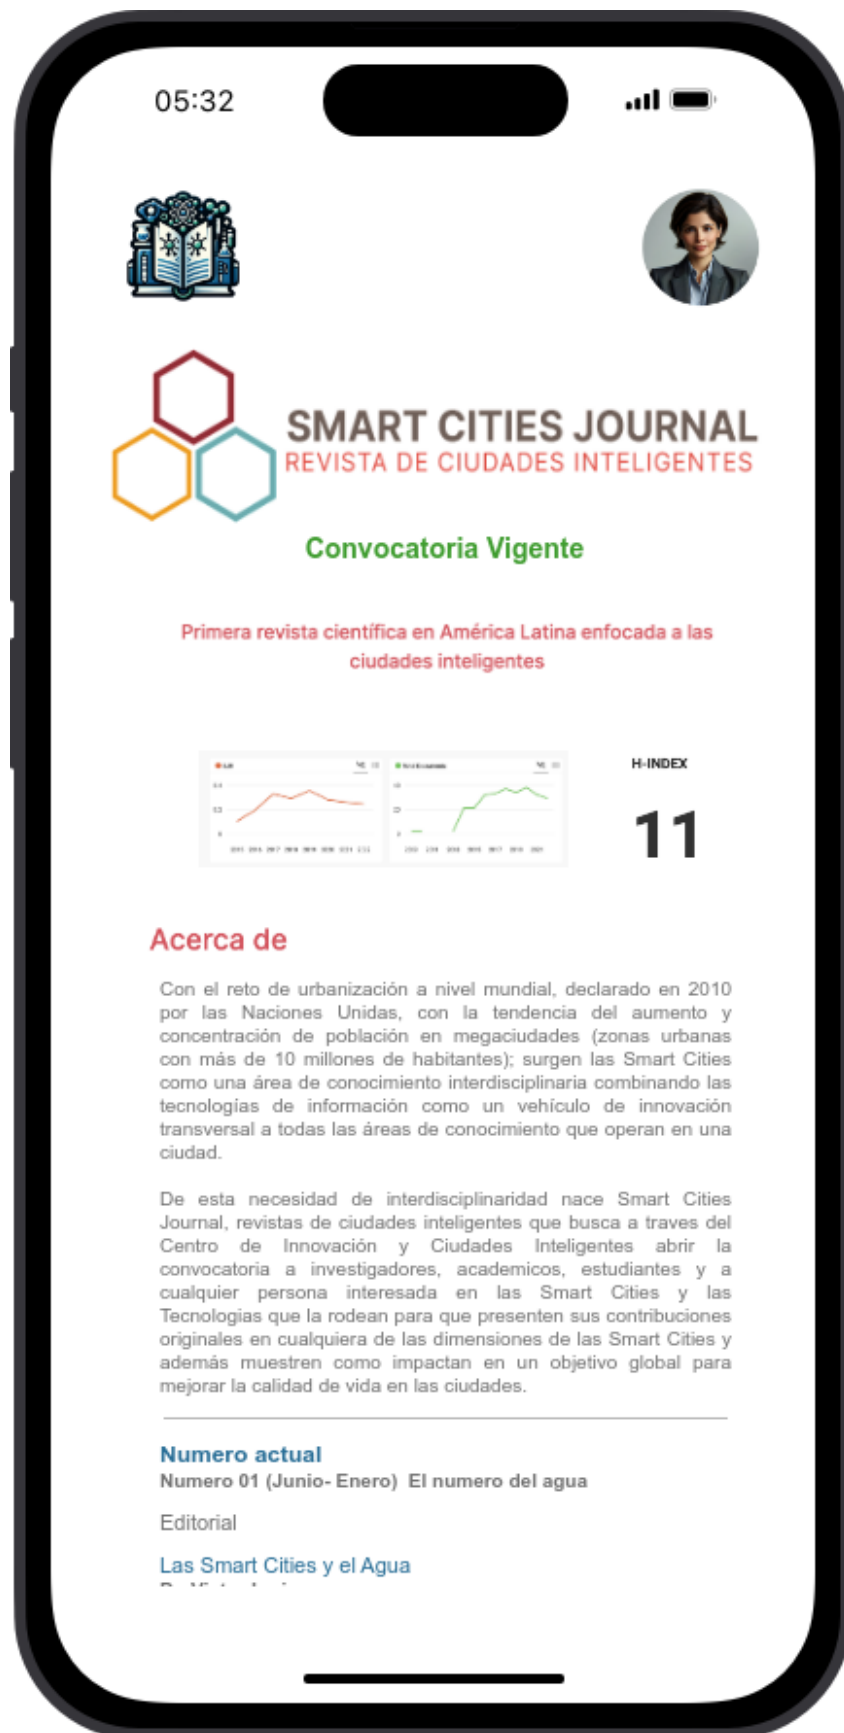 05:32
SMART CITIES JOURNAL
REVISTA DE CIUDADES INTELIGENTES
Convocatoria Vigente
Primera revista científica en América Latina enfocada a las
ciudades inteligentes
H-INDEX
11
Acerca de
Con el reto de urbanización a nivel mundial, declarado en 2010
por las Naciones Unidas, con la tendencia del aumento y
concentración de población en megaciudades (zonas urbanas
con más de 10 millones de habitantes); surgen las Smart Cities
como una área de conocimiento interdisciplinaria combinando las
tecnologías de información como un vehículo de innovación
transversal a todas las áreas de conocimiento que operan en una
ciudad.
De esta necesidad de interdisciplinaridad nace Smart Cities
Journal, revistas de ciudades inteligentes que busca a traves del
Centro de Innovación y Ciudades Inteligentes abrir la
convocatoria a investigadores, academicos, estudiantes y a
cualquier persona interesada en las Smart Cities y las
Tecnologias que la rodean para que presenten sus contribuciones
originales en cualquiera de las dimensiones de las Smart Cities y
además muestren como impactan en un objetivo global para
mejorar la calidad de vida en las ciudades.
Numero actual
Numero 01 (Junio- Enero) El numero del agua
Editorial
Las Smart Cities y el Agua